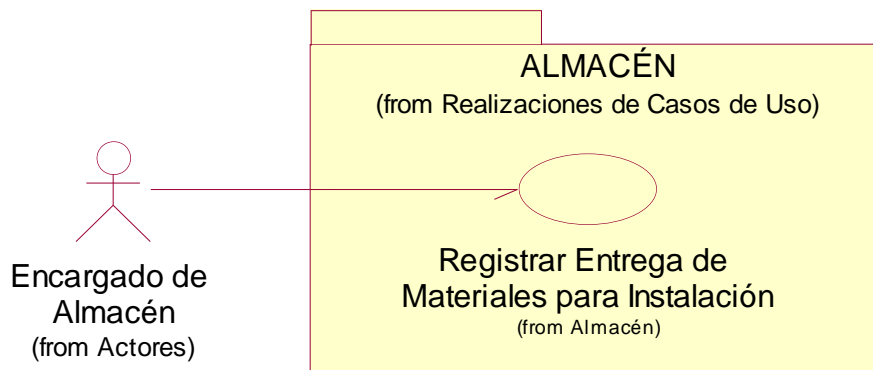 ALMACÉN
(from Realizaciones de Casos de Uso)
Encargado de
Almacén
(from Actores)
Registrar Entrega de
Materiales para Instalación
(from Almacén)